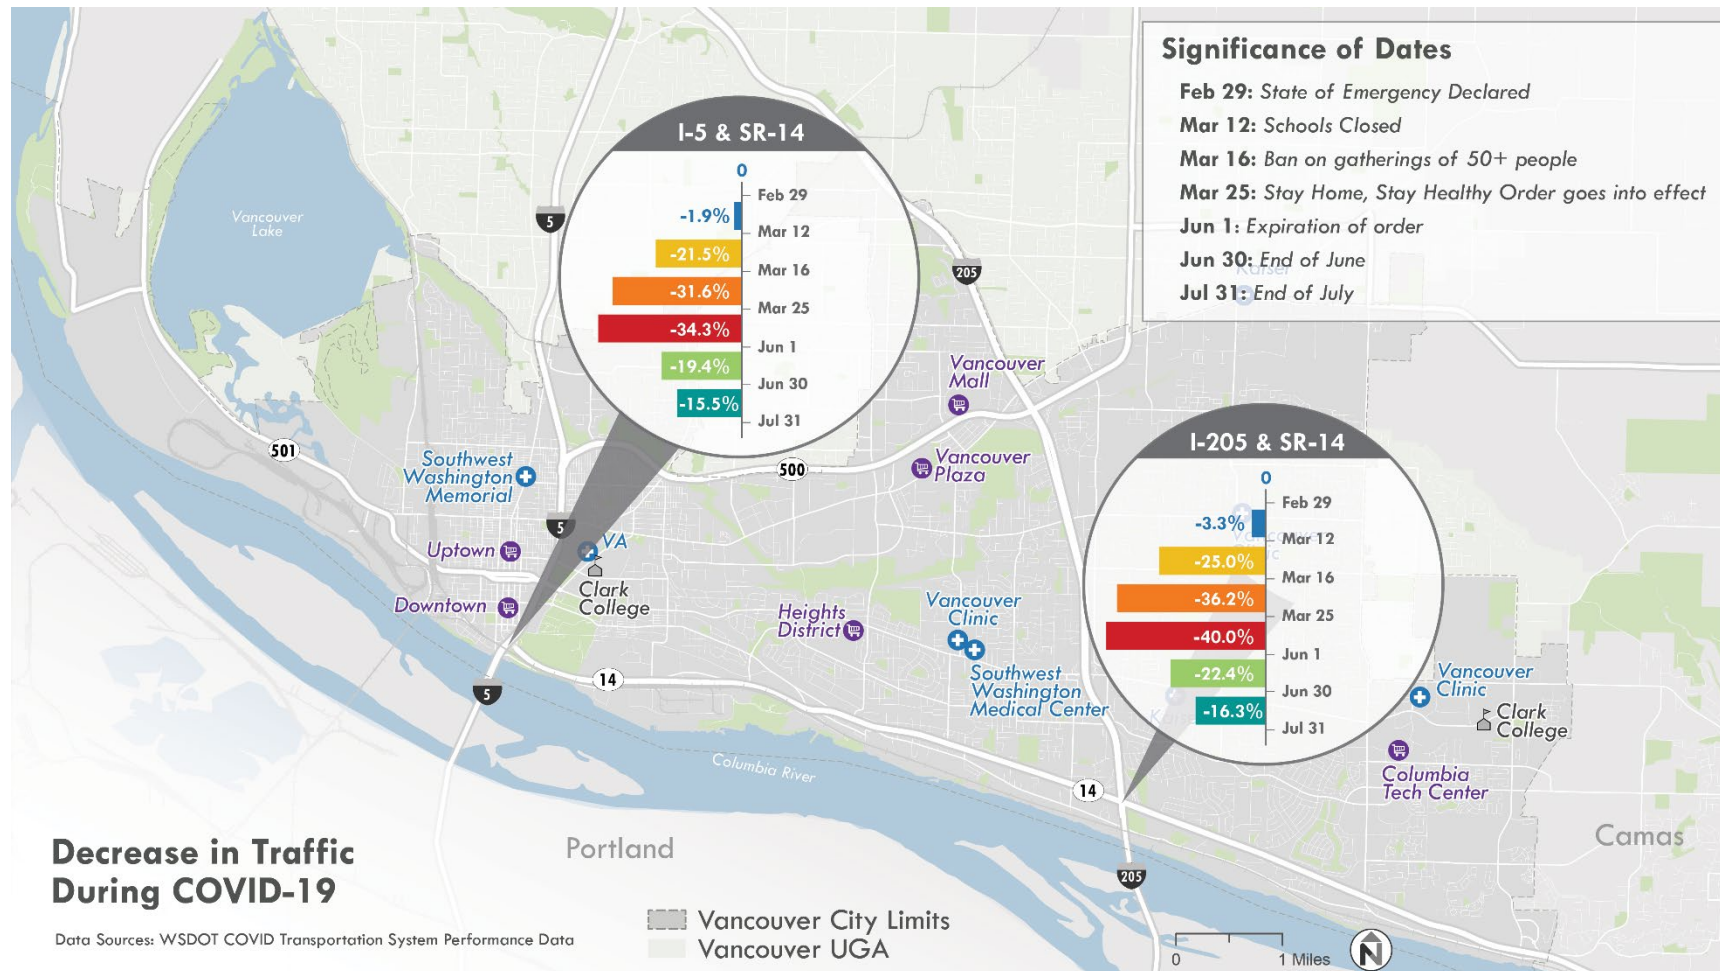 Significance of Dates
Feb 29: State of Emergency Declared
Mar 12: Schools Closed
Mar 16: Ban on gatherings of 50+ people
Mar 25: Stay Home, Stay Healthy Order goes into effect
Jun 1: Expiration of order
Jun 30: End of June
Jul 31: End of July
Kaiser
I-5 & SR-14
0
Feb 29
-1.9%
Mar 12
-21.5%
Mar 16
-31.6%
Mar 25
-34.3%
Jun 1
-19.4%
Jun 30
-15.5%
Jul 31
Vancouver
Lake
5
205
Vancouver
Mall
501
500
Southwest
Washington
Memorial
Vancouver
Plaza
5
Uptown
VA
Clark
College
Downtown
Heights
District
Vancouver
Clinic
Southwest
Washington
Medical Center
14
5
I-205 & SR-14
0
Feb 29
-3.3%
Mar 12
-25.0%
Mar 16
-36.2%
Mar 25
-40.0%
Jun 1
-22.4%
Jun 30
-16.3%
Jul 31
Vancouver
Clinic
Clark
College
Columbia
Tech Center
Columbia River
14
205
Portland
Camas
Decrease in Traffic
During COVID-19
Data Sources: WSDOT COVID Transportation System Performance Data
Vancouver City Limits
Vancouver UGA
0 1 Miles
N